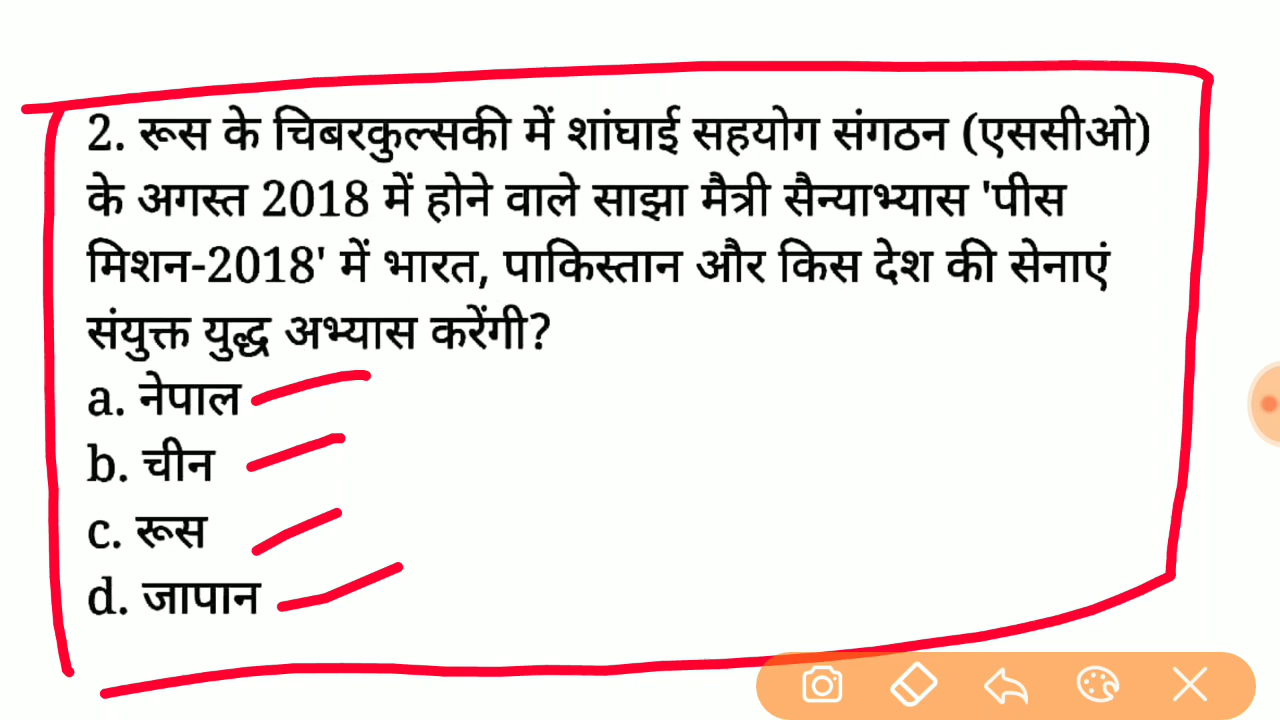 2. रूस के चिबरकुल्सकी में शांघाई सहयोग संगठन (एससीओ)
के अगस्त 2018 में होने वाले साझा मैत्री सैन्याभ्यास 'पीस
मिशन-2018' में भारत, पाकिस्तान और किस देश की सेनाएं
संयुक्त युद्ध अभ्यास करेंगी?
a. नेपाल
b. चीन
c. रूस
d. जापान